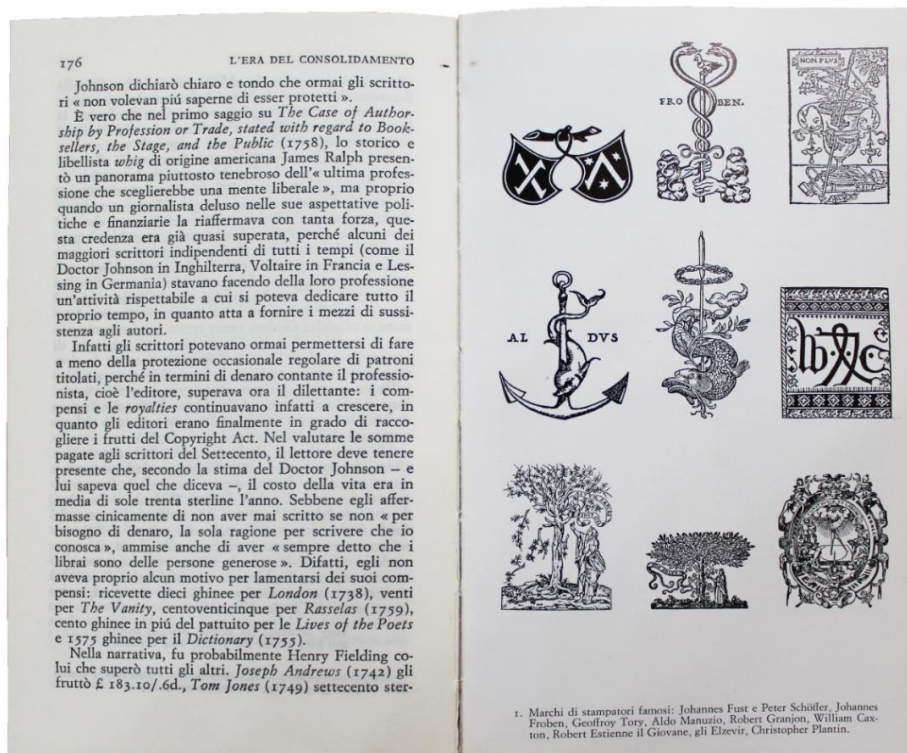 176
L'ERA DEL CONSOLIDAMENTO
Johnson dichiarò chiaro e tondo che ormai gli scritto-
ri « non volevan piú saperne di esser protetti ».
È vero che nel primo saggio su The Case of Author-
ship by Profession or Trade, stated with regard to Book-
sellers, the Stage, and the Public (1758), lo storico e
libellista whig di origine americana James Ralph presen-
tò un panorama piuttosto tenebroso dell'« ultima profes-
sione che sceglierebbe una mente liberale », ma proprio
quando un giornalista deluso nelle sue aspettative poli-
tiche e finanziarie la riaffermava con tanta forza, que-
sta credenza era già quasi superata, perché alcuni dei
maggiori scrittori indipendenti di tutti i tempi (come il
Doctor Johnson in Inghilterra, Voltaire in Francia e Les-
sing in Germania) stavano facendo della loro professione
un'attività rispettabile a cui si poteva dedicare tutto il
proprio tempo, in quanto atta a fornire i mezzi di sussi-
stenza agli autori.
Infatti gli scrittori potevano ormai permettersi di fare
a meno della protezione occasionale regolare di patroni
titolati, perché in termini di denaro contante il professio-
nista, cioè l'editore, superava ora il dilettante: i com-
pensi e le royalties continuavano infatti a crescere, in
quanto gli editori erano finalmente in grado di racco-
gliere i frutti del Copyright Act. Nel valutare le somme
pagate agli scrittori del Settecento, il lettore deve tenere
presente che, secondo la stima del Doctor Johnson – e
lui sapeva quel che diceva –, il costo della vita era in
media di sole trenta sterline l'anno. Sebbene egli affer-
masse cinicamente di non aver mai scritto se non « per
bisogno di denaro, la sola ragione per scrivere che io
conosca », ammise anche di aver « sempre detto che i
librai sono delle persone generose ». Difatti, egli non
aveva proprio alcun motivo per lamentarsi dei suoi com-
pensi: ricevette dieci ghinee per London (1738), venti
per The Vanity, centoventicinque per Rasselas (1759),
cento ghinee in piú del pattuito per le Lives of the Poets
e 1575 ghinee per il Dictionary (1755).
Nella narrativa, fu probabilmente Henry Fielding co-
lui che superò tutti gli altri. Joseph Andrews (1742) gli
fruttò £ 183.10/.6d., Tom Jones (1749) settecento ster-
FRO BEN.
NON PLVS
AL DVS
1. Marchi di stampatori famosi: Johannes Fust e Peter Schöffer, Johannes
Froben, Geoffroy Tory, Aldo Manuzio, Robert Granjon, William Cax-
ton, Robert Estienne il Giovane, gli Elzevir, Christopher Plantin.